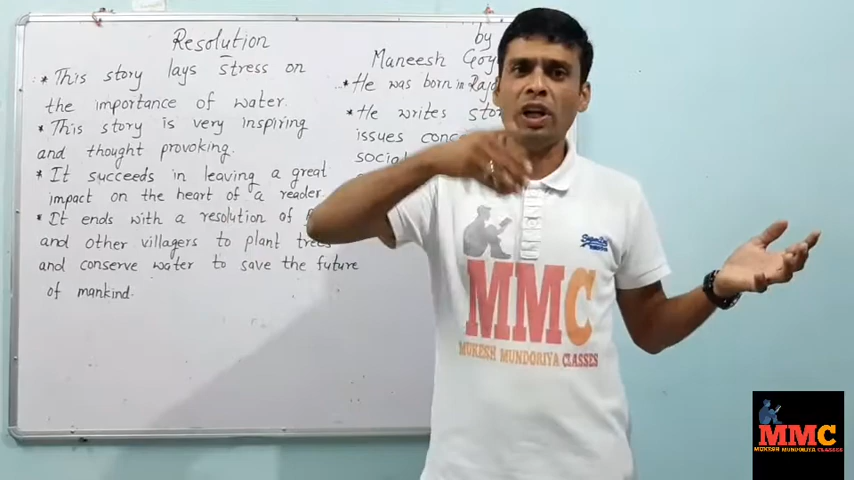 Resolution
by
*This story lays stress on
the importance of water.
*This story is very inspiring
and thought provoking.
*It succeeds in leaving a great
impact on the heart of a reader.
*It ends with a resolution of
and other villagers to plant
and conserve water to save the future
of mankind.
Maneesh
*He was born in
*He writes
issues
social
Superb
MMC
MUKESH MUNDORIYA CLASSES
MMC
MUKESH MUNDORIYA CLASSES